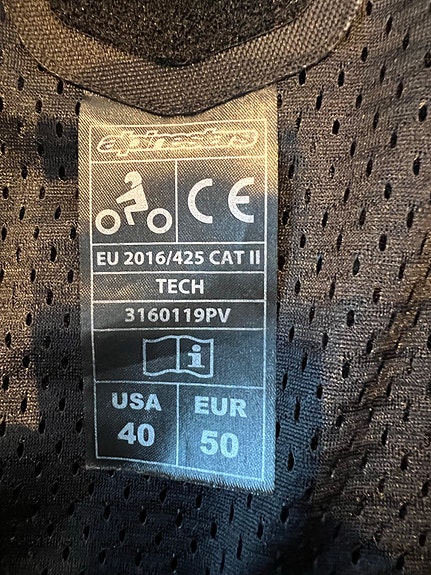 alpinestars
CE
EU 2016/425 CAT II
TECH
3160119PV
i
USA EUR
40 50